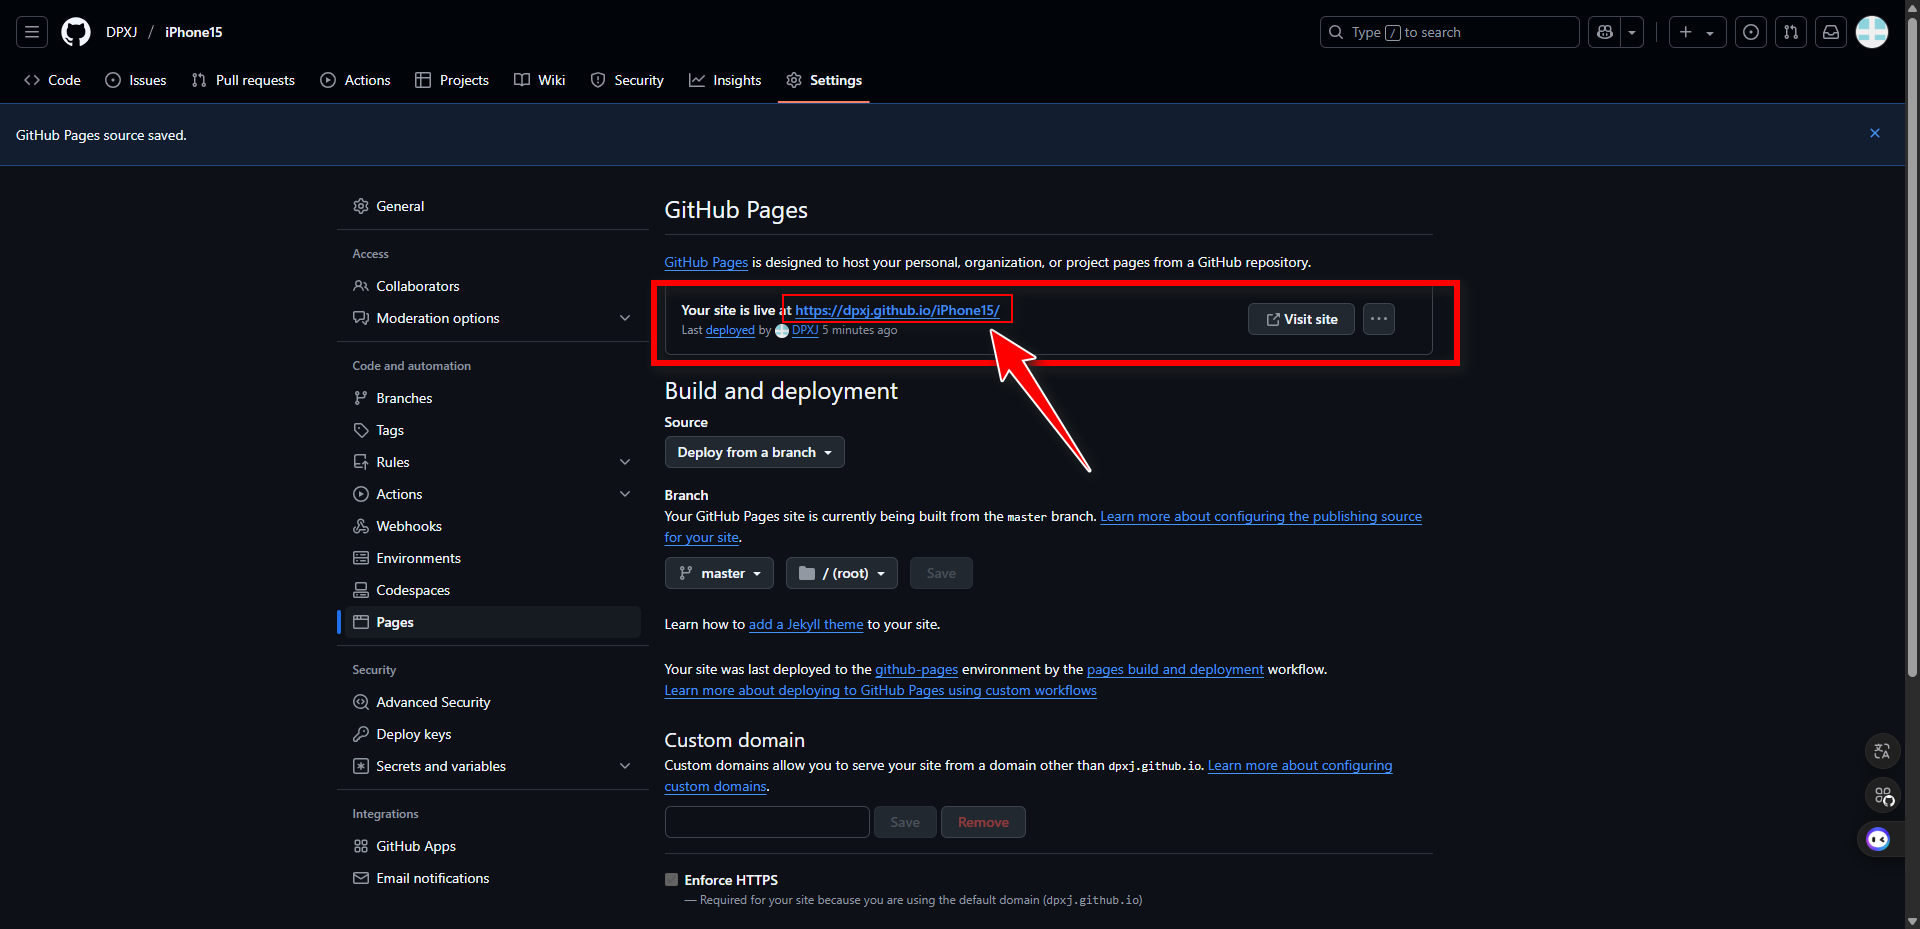 DPXJ / iPhone15
Type / to search
Code Issues Pull requests Actions Projects Wiki Security Insights Settings
GitHub Pages source saved.
General
Access
Collaborators
Moderation options
Code and automation
Branches
Tags
Rules
Actions
Webhooks
Environments
Codespaces
Pages
Security
Advanced Security
Deploy keys
Secrets and variables
Integrations
GitHub Apps
Email notifications
GitHub Pages
GitHub Pages is designed to host your personal, organization, or project pages from a GitHub repository.
Your site is live at https://dpxj.github.io/iPhone15/
Last deployed by DPXJ 5 minutes ago
Visit site
Build and deployment
Source
Deploy from a branch
Branch
Your GitHub Pages site is currently being built from the master branch. Learn more about configuring the publishing source
for your site.
master / (root) Save
Learn how to add a Jekyll theme to your site.
Your site was last deployed to the github-pages environment by the pages build and deployment workflow.
Learn more about deploying to GitHub Pages using custom workflows
Custom domain
Custom domains allow you to serve your site from a domain other than dpxj.github.io. Learn more about configuring
custom domains.
Save Remove
Enforce HTTPS
— Required for your site because you are using the default domain (dpxj.github.io)